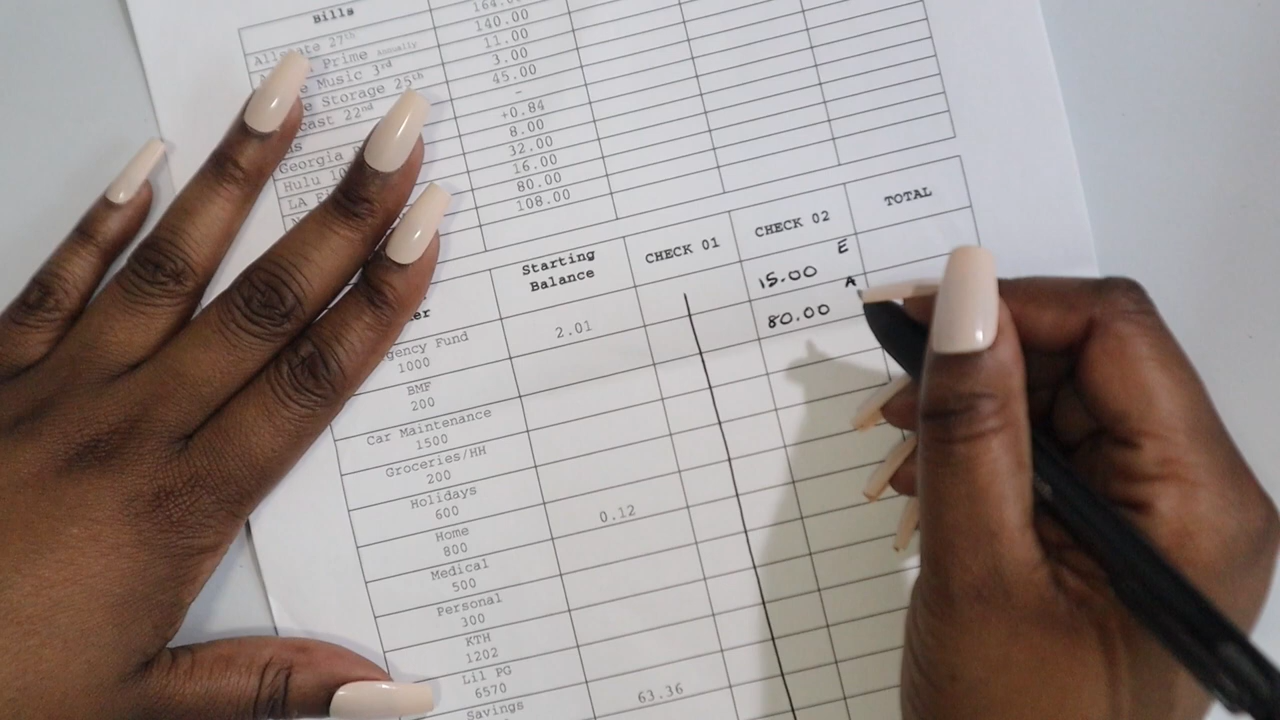 Bills
164.
27th 140.00
Prime Annually 11.00
Music 3rd 3.00
Storage 25th 45.00
cast 22nd -
+0.84
Georgia 8.00
Hulu 32.00
LA 16.00
80.00
108.00
Starting Balance CHECK 01 CHECK 02 TOTAL
gency Fund 1000 2.01 15.00 E
BMF 200 80.00 A
Car Maintenance 1500
Groceries/HH 200
Holidays 600
Home 800 0.12
Medical 500
Personal 300
KTH 1202
Lil PG 6570
Savings 63.36